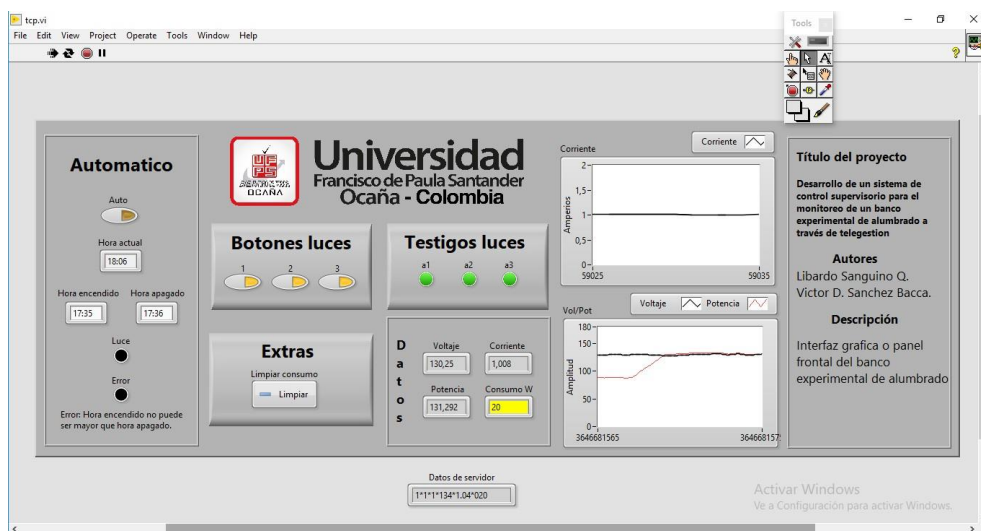 tcp.vi
File Edit View Project Operate Tools Window Help
Tools
Automatico
Auto
Hora actual
18:06
Hora encendido Hora apagado
17:35 17:36
Luce
Error
Error: Hora encendido no puede
ser mayor que hora apagado.
UFPS
OCAÑA
Universidad
Francisco de Paula Santander
Ocaña - Colombia
Botones luces
1 2 3
Testigos luces
a1 a2 a3
Extras
Limpiar consumo
Limpiar
Datos
Voltaje Corriente
130,25 1,008
Potencia Consumo W
131,292 20
Corriente
Corriente
Amperios
2-
1,5-
1-
0,5-
0-
59025 59035
Vol/Pot
Voltaje Potencia
Amplitud
180-
150-
100-
50-
0-
3646681565 364668157
Título del proyecto
Desarrollo de un sistema de
control supervisorio para el
monitoreo de un banco
experimental de alumbrado a
través de telegestion
Autores
Libardo Sanguino Q.
Victor D. Sanchez Bacca.
Descripción
Interfaz grafica o panel
frontal del banco
experimental de alumbrado
Datos de servidor
1*1*1*134*1.04*020
Activar Windows
Ve a Configuración para activar Windows.